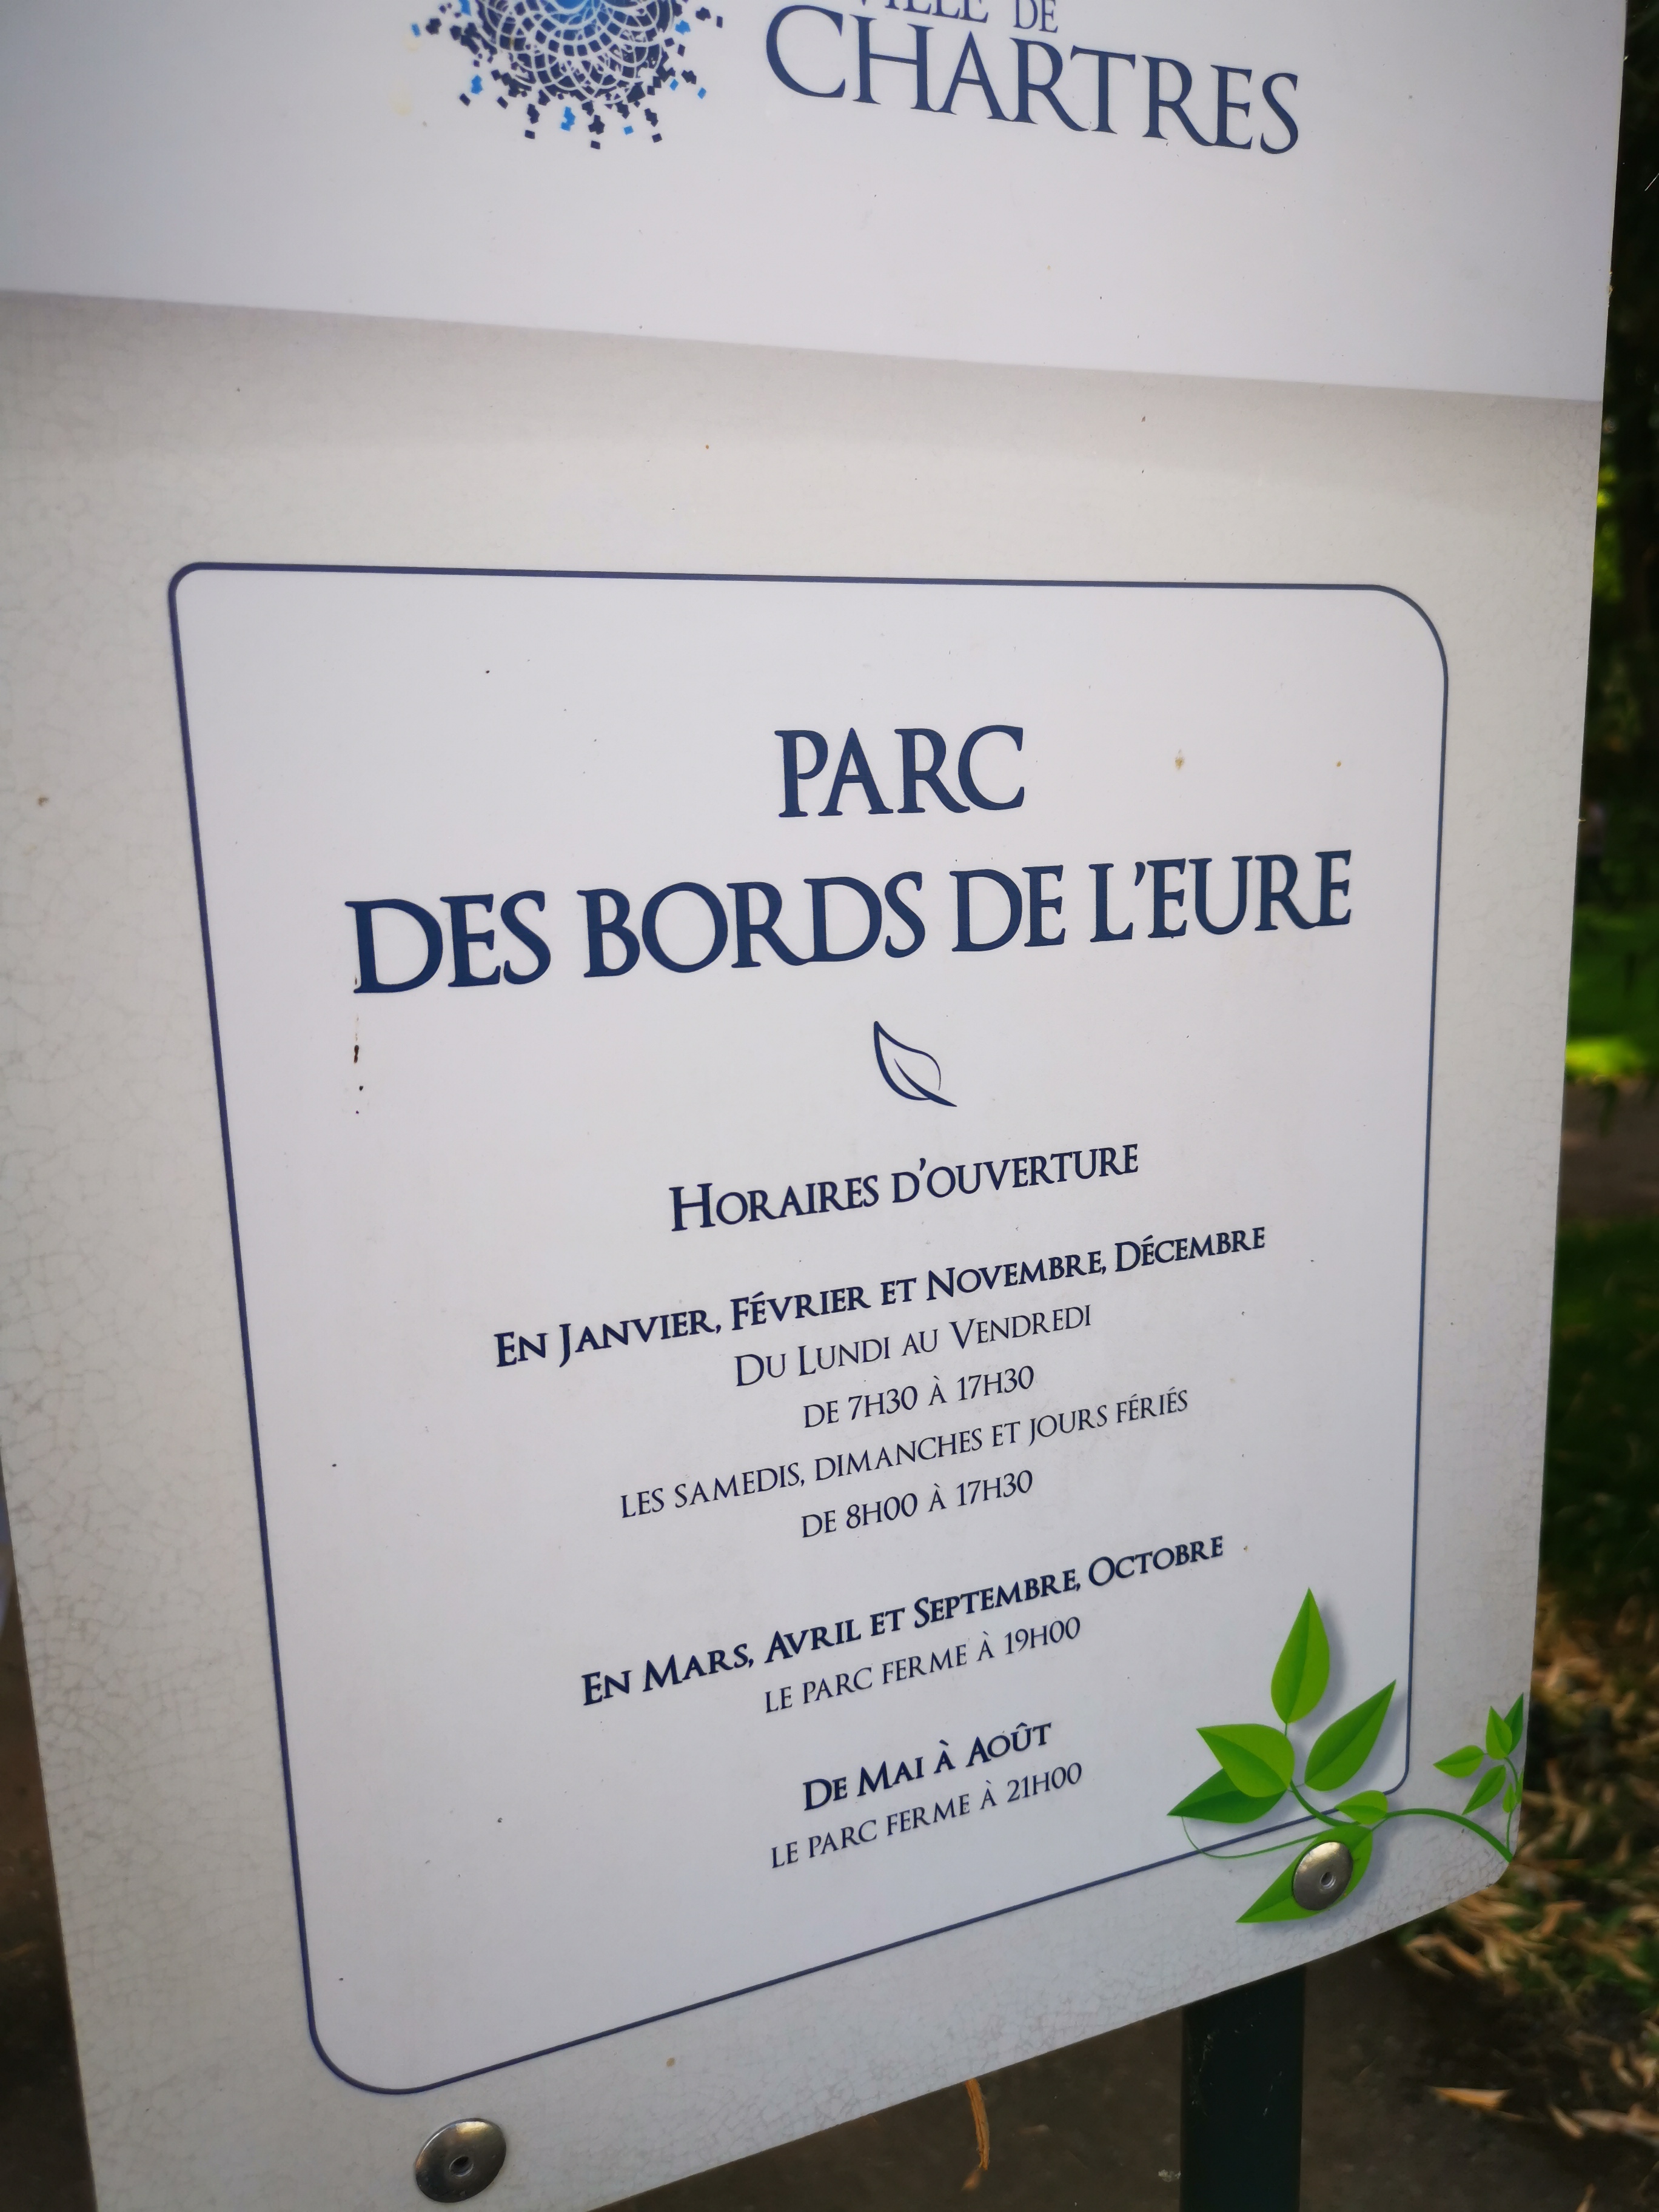 VILLE DE
CHARTRES
PARC
DES BORDS DE L'EURE
HORAIRES D'OUVERTURE
EN JANVIER, FÉVRIER ET NOVEMBRE, DÉCEMBRE
DU LUNDI AU VENDREDI
DE 7H30 À 17H30
LES SAMEDIS, DIMANCHES ET JOURS FÉRIÉS
DE 8H00 À 17H30
EN MARS, AVRIL ET SEPTEMBRE, OCTOBRE
LE PARC FERME À 19H00
DE MAI À AOÛT
LE PARC FERME À 21H00